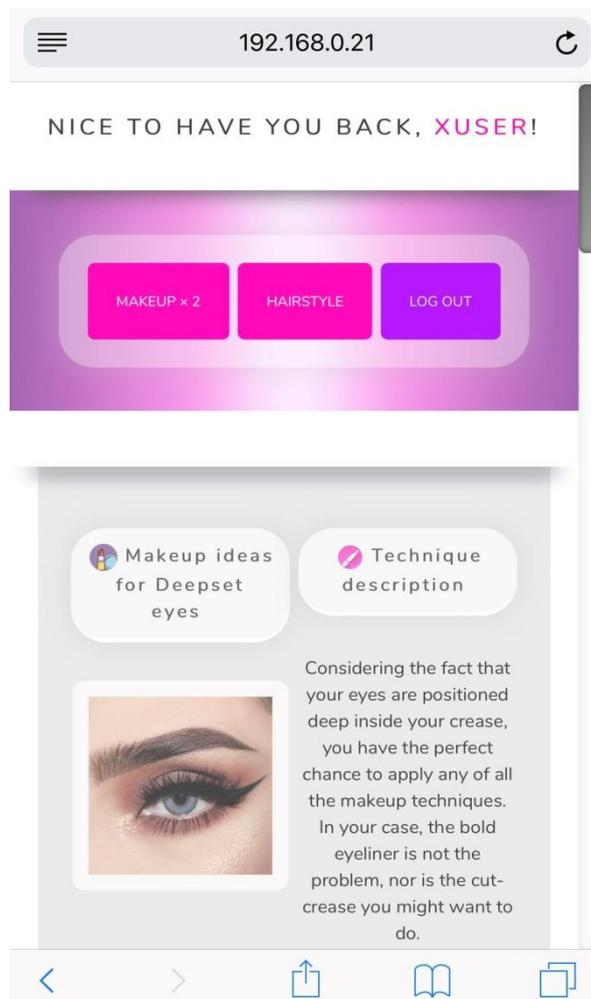 192.168.0.21
NICE TO HAVE YOU BACK, XUSER!
MAKEUP × 2
HAIRSTYLE
LOG OUT
Makeup ideas
for Deepset
eyes
Technique
description
Considering the fact that
your eyes are positioned
deep inside your crease,
you have the perfect
chance to apply any of all
the makeup techniques.
In your case, the bold
eyeliner is not the
problem, nor is the cut-
crease you might want to
do.